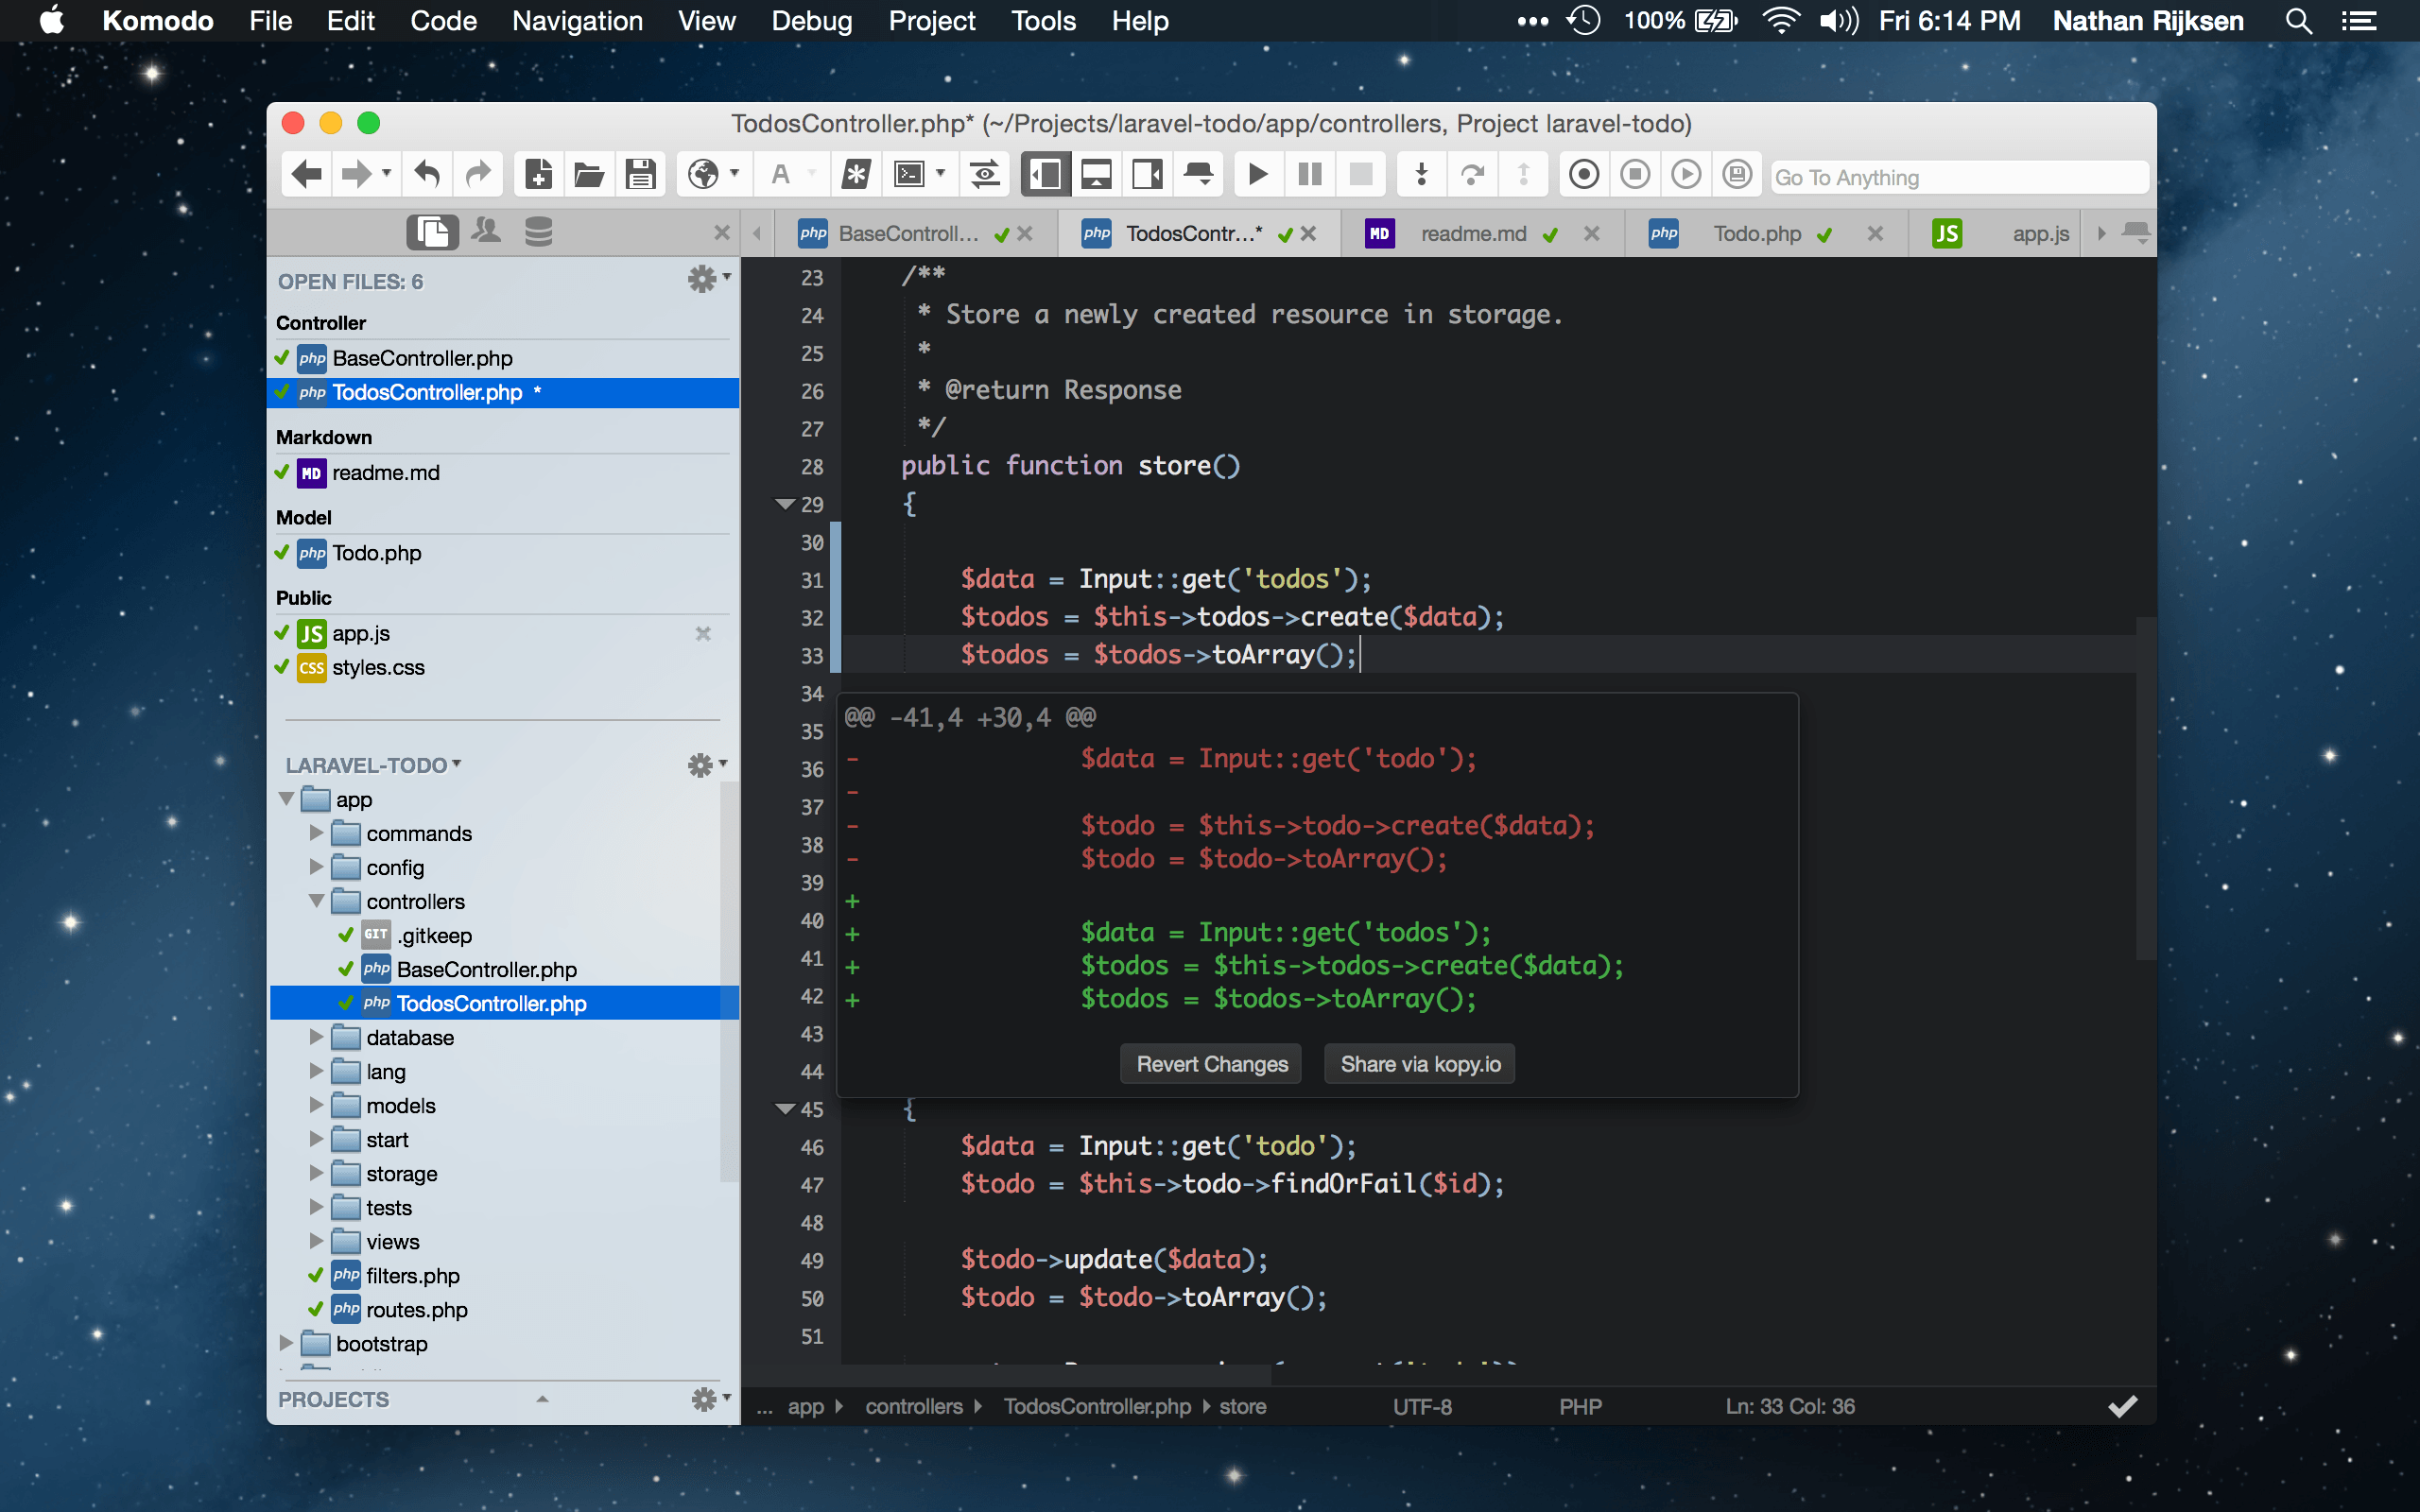 Komodo File Edit Code Navigation View Debug Project Tools Help 100% Fri 6:14 PM Nathan Rijksen
TodosController.php* (~/Projects/laravel-todo/app/controllers, Project laravel-todo)
A Go To Anything
php BaseControll... php TodosContr...* MD readme.md php Todo.php JS app.js
OPEN FILES: 6
Controller
php BaseController.php
php TodosController.php *
Markdown
MD readme.md
Model
php Todo.php
Public
JS app.js
CSS styles.css
LARAVEL-TODO
app
commands
config
controllers
GIT .gitkeep
php BaseController.php
php TodosController.php
database
lang
models
start
storage
tests
views
php filters.php
php routes.php
bootstrap
PROJECTS
23 /**
24 * Store a newly created resource in storage.
25 *
26 * @return Response
27 */
28 public function store()
29 {
30
31 $data = Input::get('todos');
32 $todos = $this->todos->create($data);
33 $todos = $todos->toArray();
34
35
36
37
38
39
40
41
42
43
44
@@ -41,4 +30,4 @@
- $data = Input::get('todo');
-
- $todo = $this->todo->create($data);
- $todo = $todo->toArray();
+
+ $data = Input::get('todos');
+ $todos = $this->todos->create($data);
+ $todos = $todos->toArray();
Revert Changes Share via kopy.io
45 {
46 $data = Input::get('todo');
47 $todo = $this->todo->findOrFail($id);
48
49 $todo->update($data);
50 $todo = $todo->toArray();
51
... app controllers TodosController.php store UTF-8 PHP Ln: 33 Col: 36